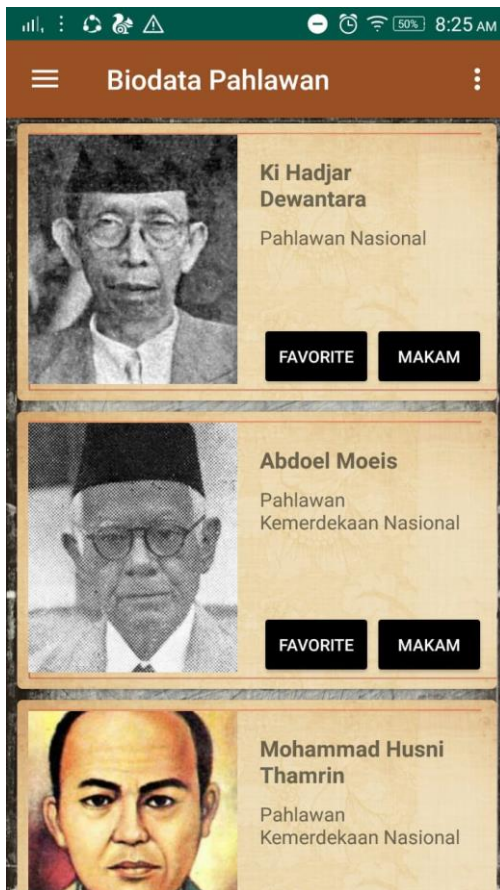 50% 8:25 AM
Biodata Pahlawan
Ki Hadjar
Dewantara
Pahlawan Nasional
FAVORITE MAKAM
Abdoel Moeis
Pahlawan
Kemerdekaan Nasional
FAVORITE MAKAM
Mohammad Husni
Thamrin
Pahlawan
Kemerdekaan Nasional